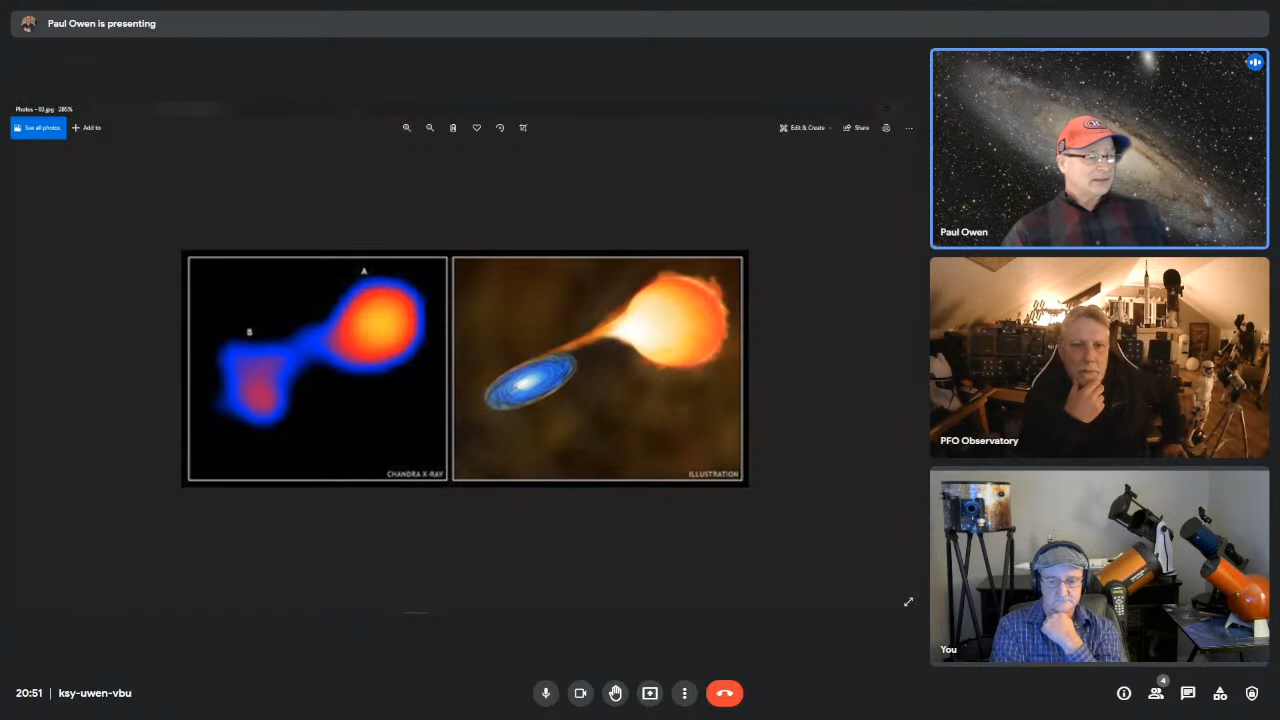 Paul Owen is presenting
Photos - 03.jpg 285%
See all photos
Add to
Edit & Create
Share
A
B
CHANDRA X-RAY
ILLUSTRATION
Paul Owen
PFO Observatory
You
20:51 | ksy-uwen-vbu
4